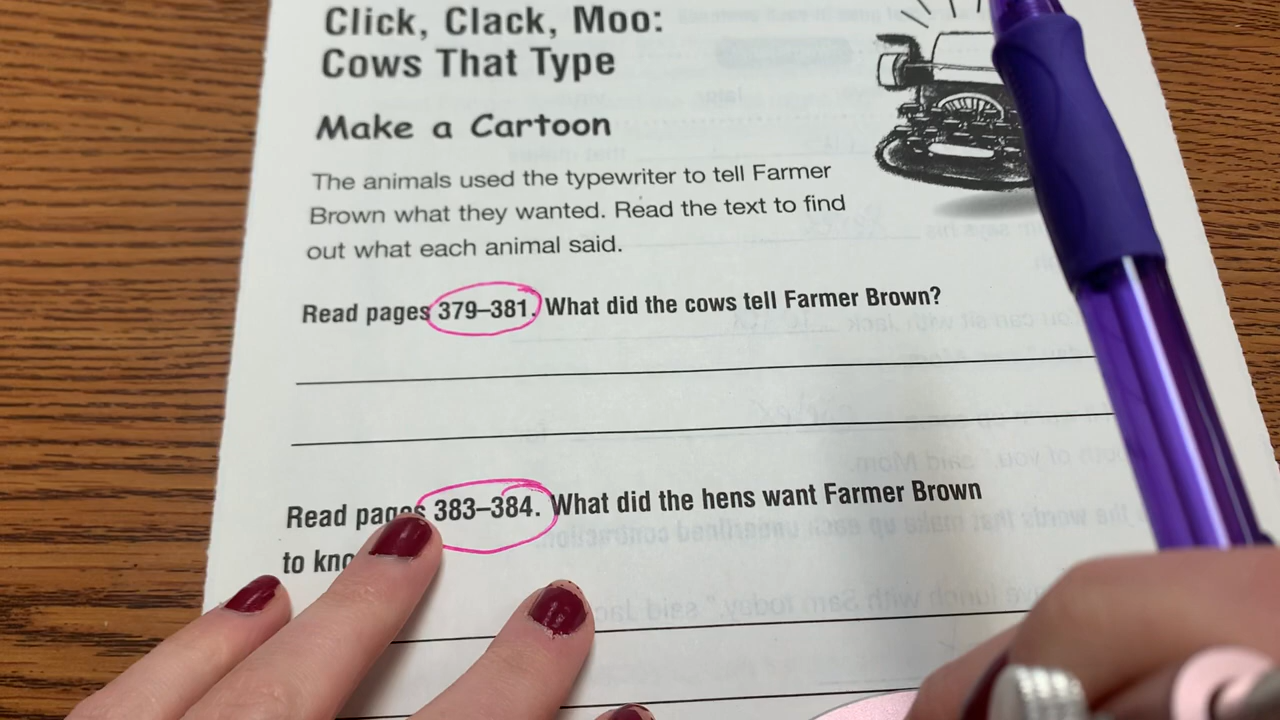 Click, Clack, Moo:
Cows That Type
Make a Cartoon
The animals used the typewriter to tell Farmer
Brown what they wanted. Read the text to find
out what each animal said.
Read pages 379–381. What did the cows tell Farmer Brown?
Read pages 383–384. What did the hens want Farmer Brown
to